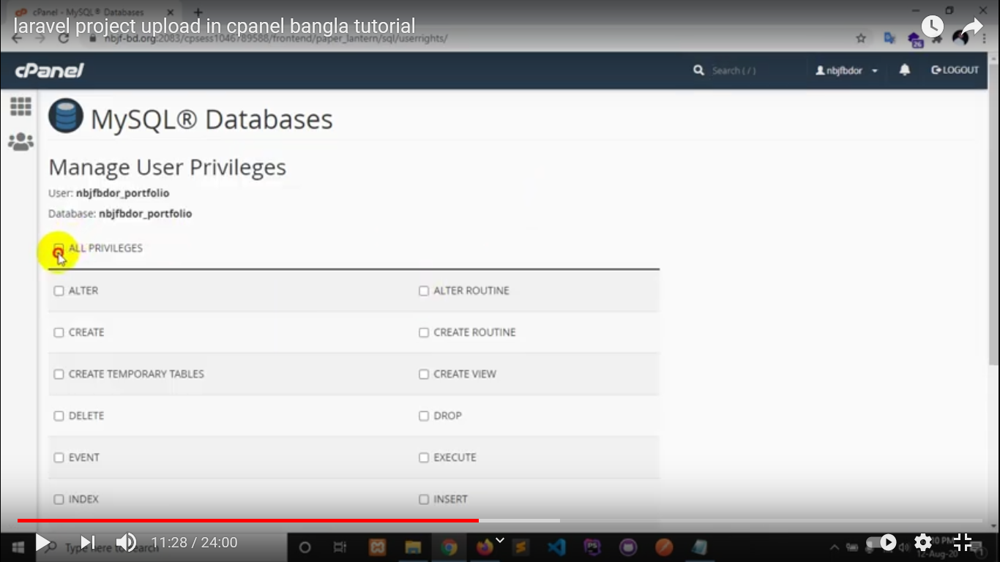 cPanel - MySQL® Databases
laravel project upload in cpanel bangla tutorial
nbjf-bd.org:2083/cpsess1046789588/frontend/paper_lantern/sql/userrights/
26
cPanel
Search ( / )
nbjfbdor
LOGOUT
MySQL® Databases
Manage User Privileges
User: nbjfbdor_portfolio
Database: nbjfbdor_portfolio
ALL PRIVILEGES
ALTER
ALTER ROUTINE
CREATE
CREATE ROUTINE
CREATE TEMPORARY TABLES
CREATE VIEW
DELETE
DROP
EVENT
EXECUTE
INDEX
INSERT
11:28 / 24:00
Type here to search
PM
12-Aug-20